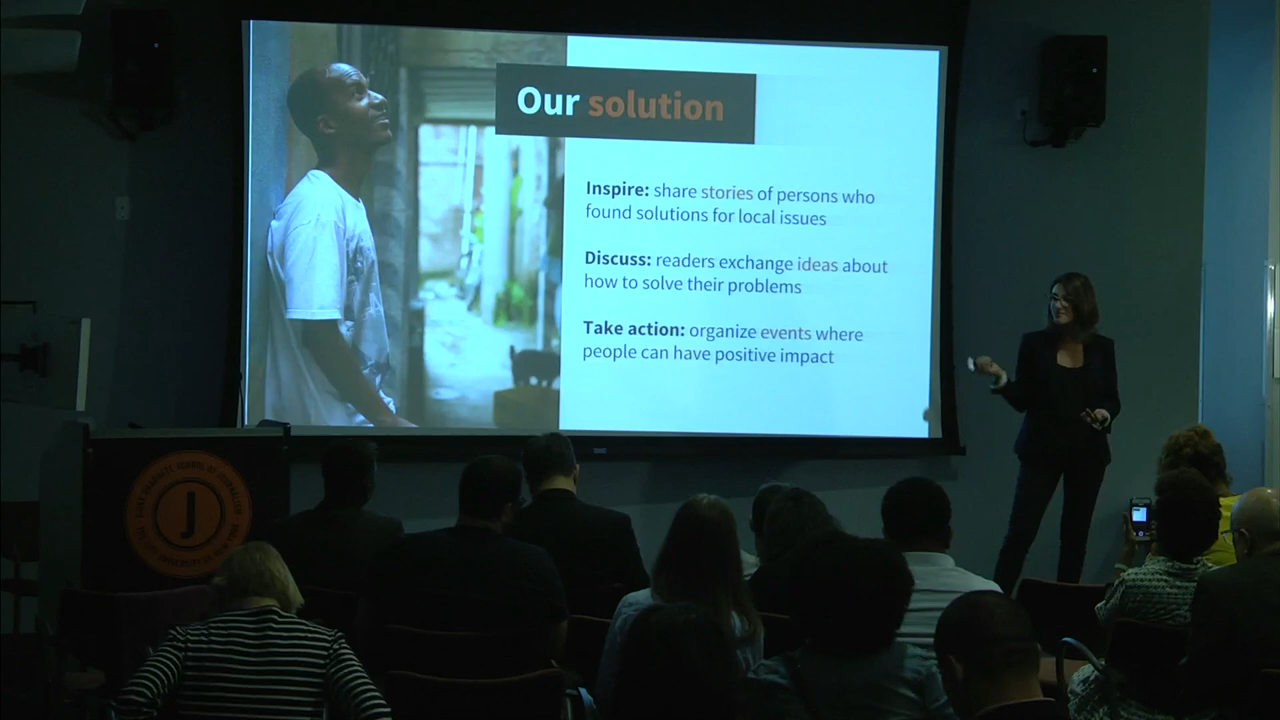 Our solution
Inspire: share stories of persons who
found solutions for local issues
Discuss: readers exchange ideas about
how to solve their problems
Take action: organize events where
people can have positive impact
J